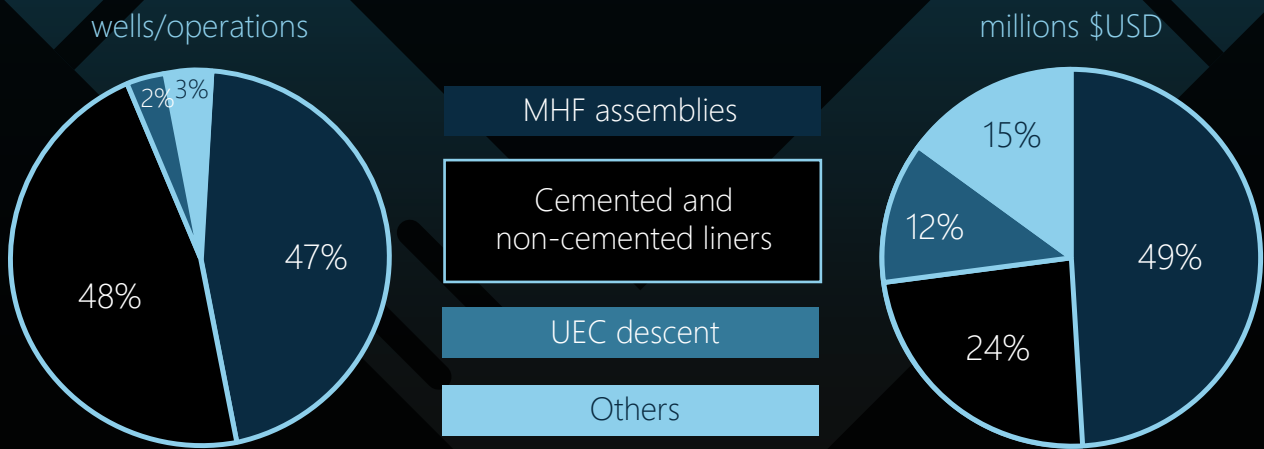 wells/operations
2%
3%
47%
48%
MHF assemblies
Cemented and
non-cemented liners
UEC descent
Others
millions $USD
15%
12%
49%
24%